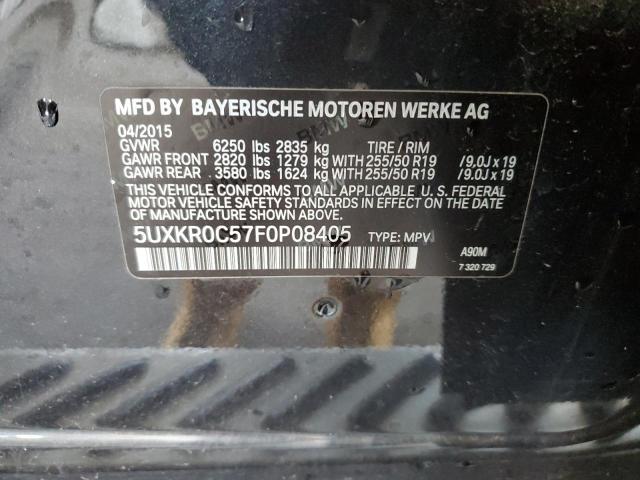 MFD BY BAYERISCHE MOTOREN WERKE AG
04/2015
GVWR 6250 lbs 2835 kg TIRE / RIM
GAWR FRONT 2820 lbs 1279 kg WITH 255/50 R19 /9,0J x 19
GAWR REAR 3580 lbs 1624 kg WITH 255/50 R19 /9.0J x 19
THIS VEHICLE CONFORMS TO ALL APPLICABLE U. S. FEDERAL
MOTOR VEHICLE SAFETY STANDARDS IN EFFECT ON THE DATE
OF MANUFACTURE SHOWN ABOVE.
5UXKR0C57F0P08405 TYPE: MPV A90M
7 320 729